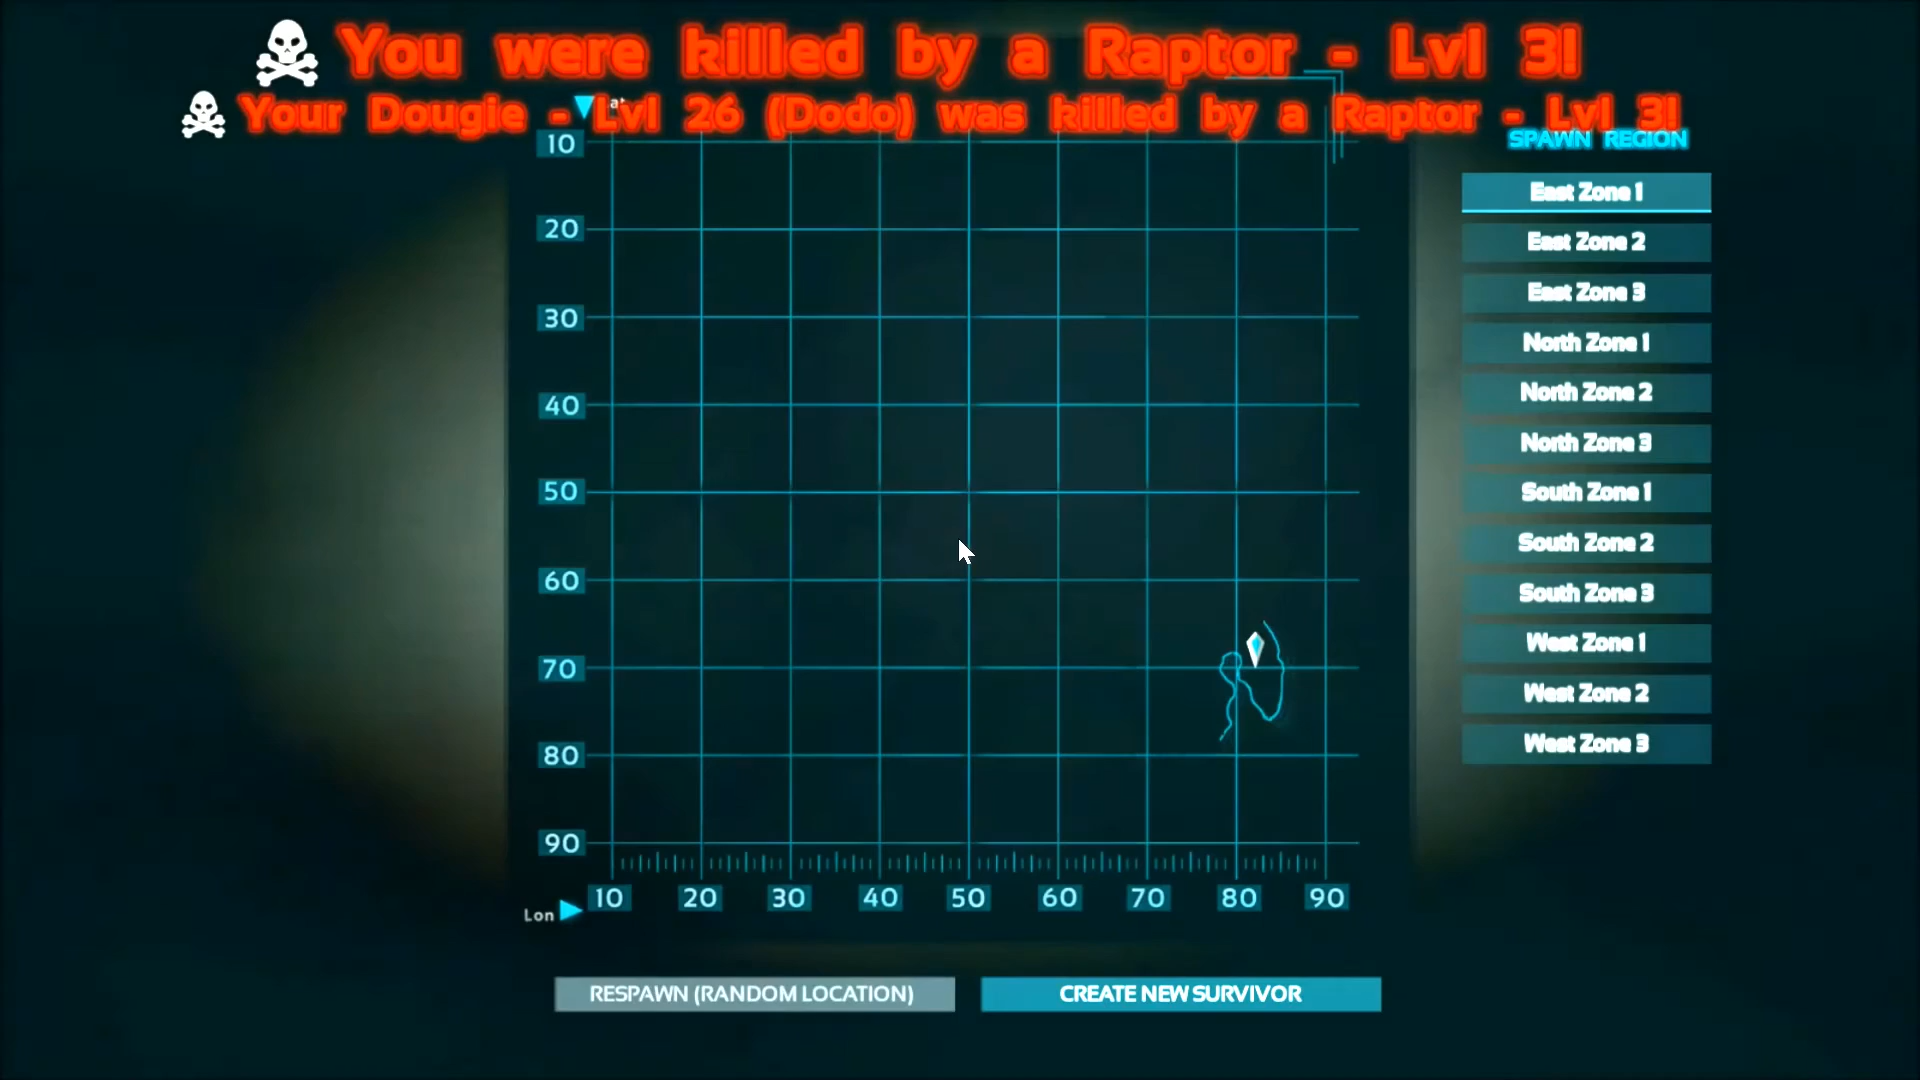 You were killed by a Raptor - Lvl 3!
Your Dougie - Lvl 26 (Dodo) was killed by a Raptor - Lvl 3!
SPAWN REGION
10
20
30
40
50
60
70
80
90
Lon
10 20 30 40 50 60 70 80 90
East Zone 1
East Zone 2
East Zone 3
North Zone 1
North Zone 2
North Zone 3
South Zone 1
South Zone 2
South Zone 3
West Zone 1
West Zone 2
West Zone 3
RESPAWN (RANDOM LOCATION)
CREATE NEW SURVIVOR